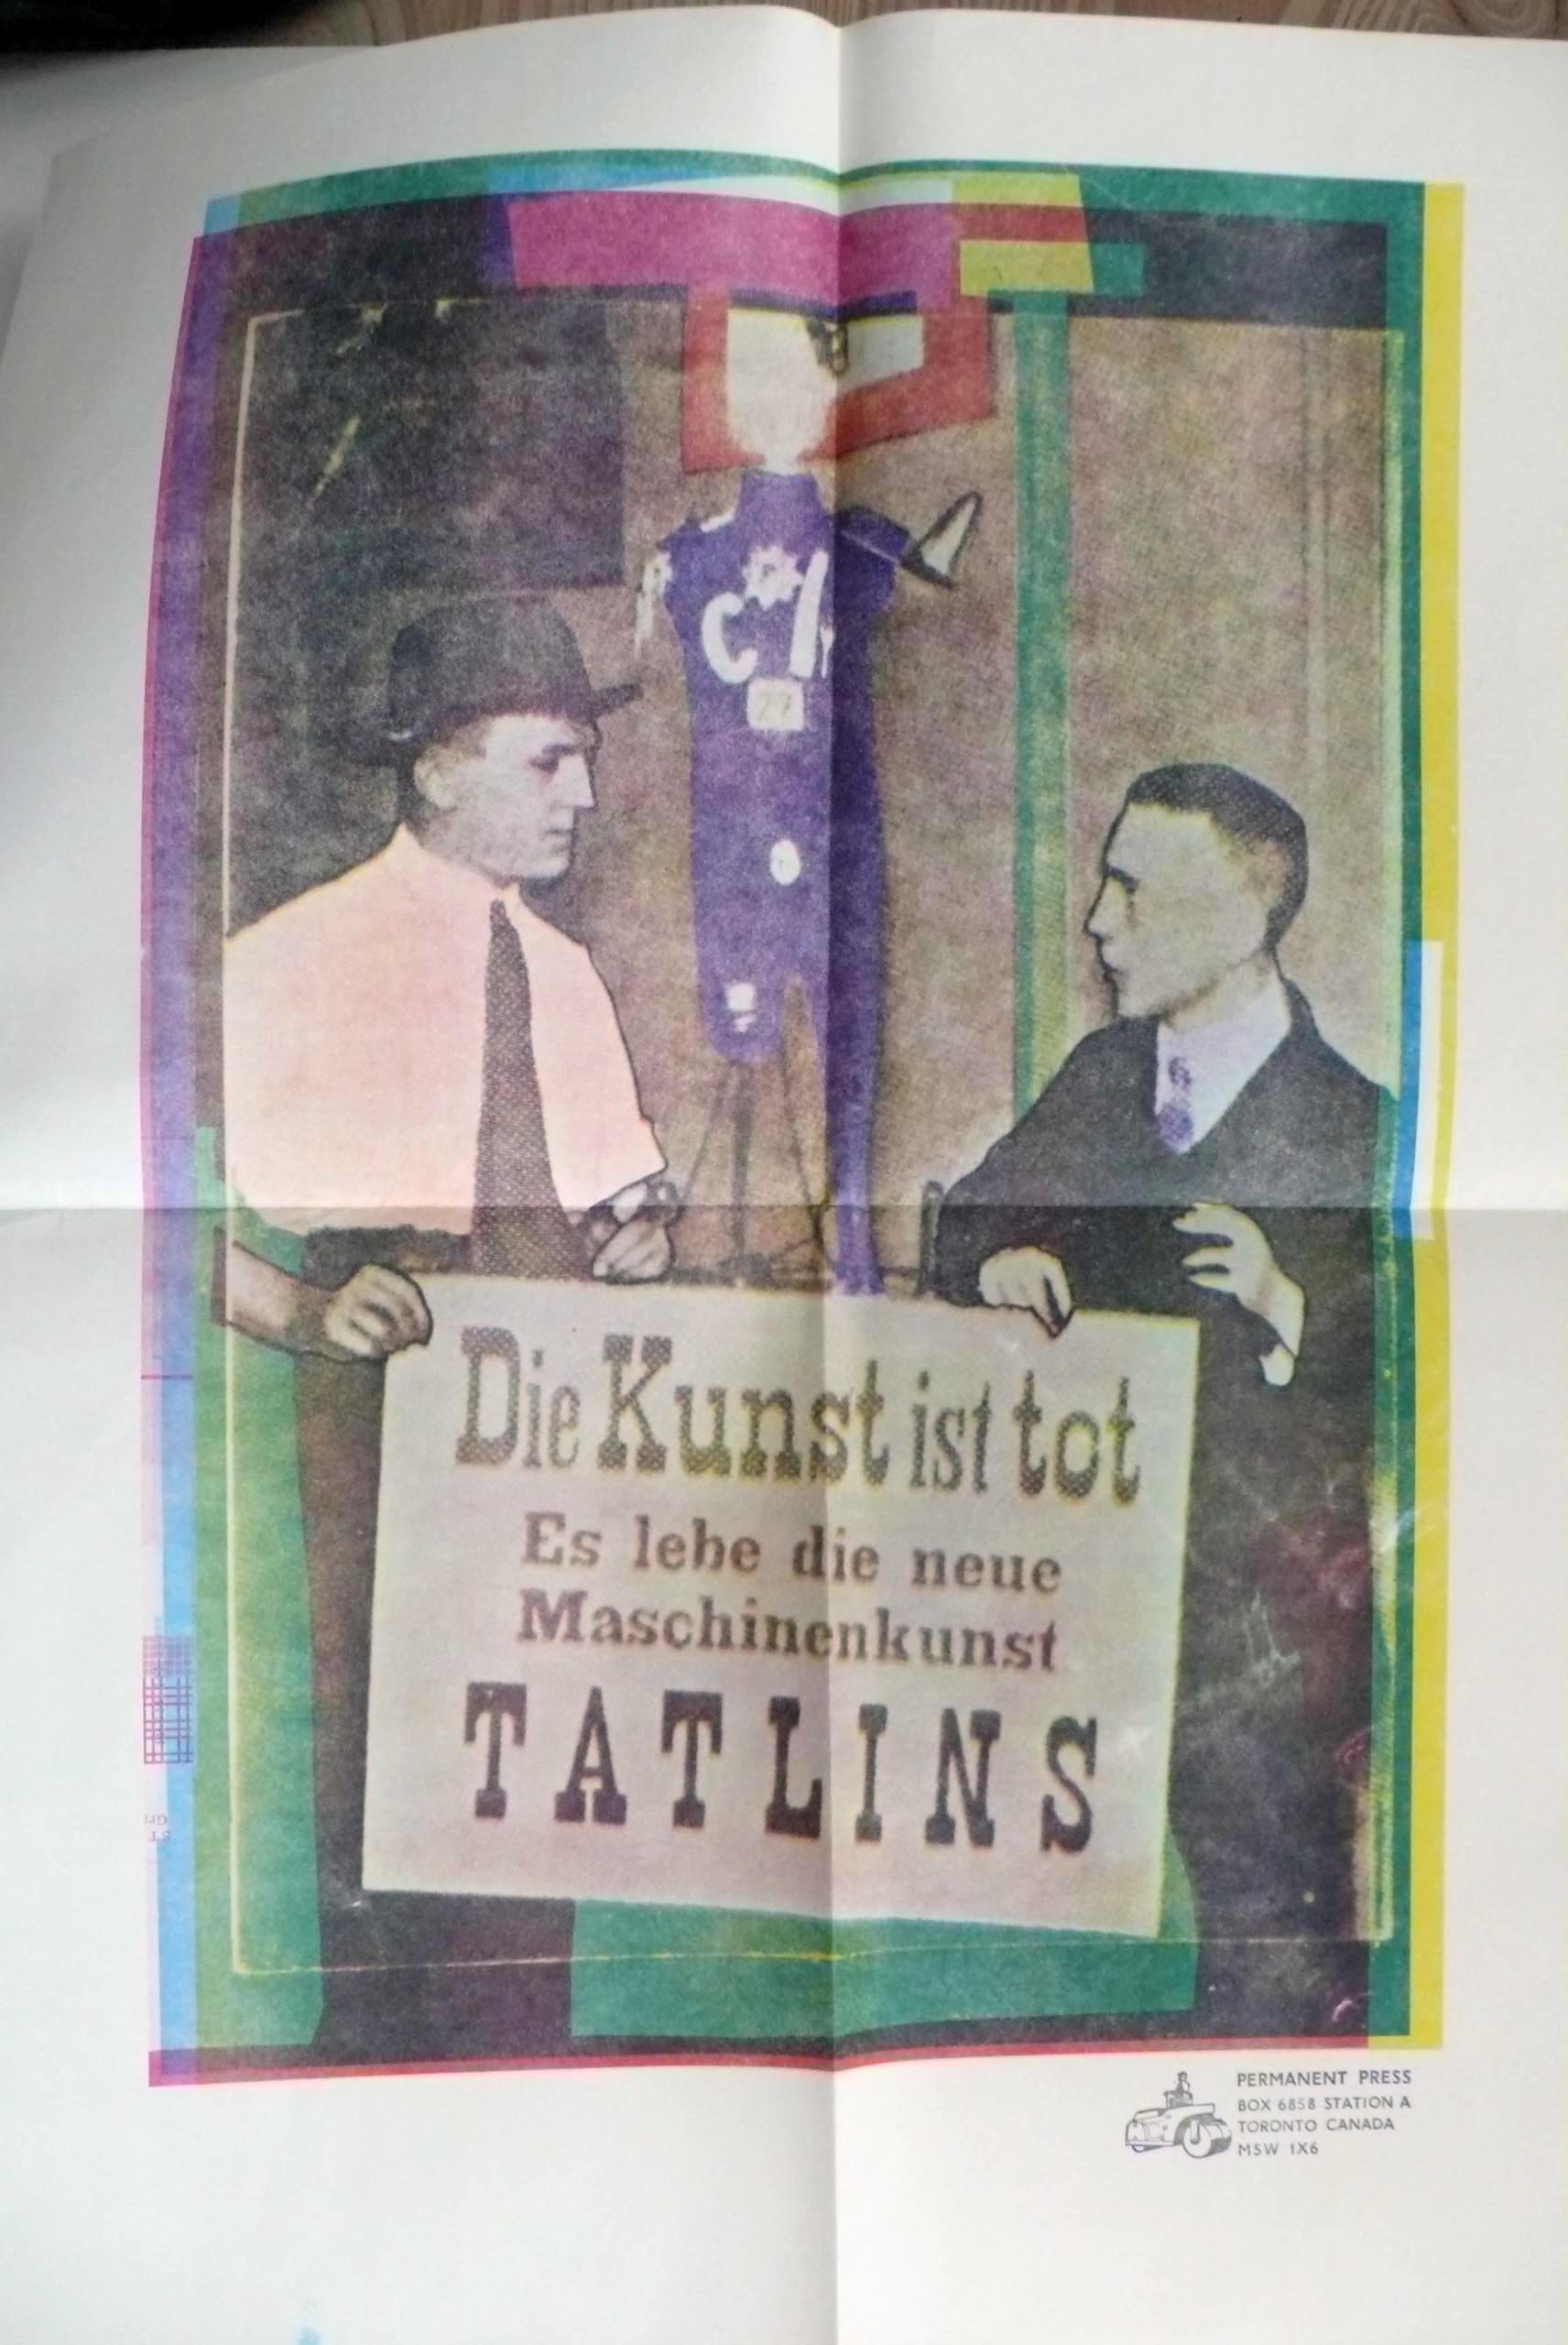 27
Die Kunst ist tot
Es lebe die neue
Maschinenkunst
TATLINS
PERMANENT PRESS
BOX 6858 STATION A
TORONTO CANADA
M5W 1X6